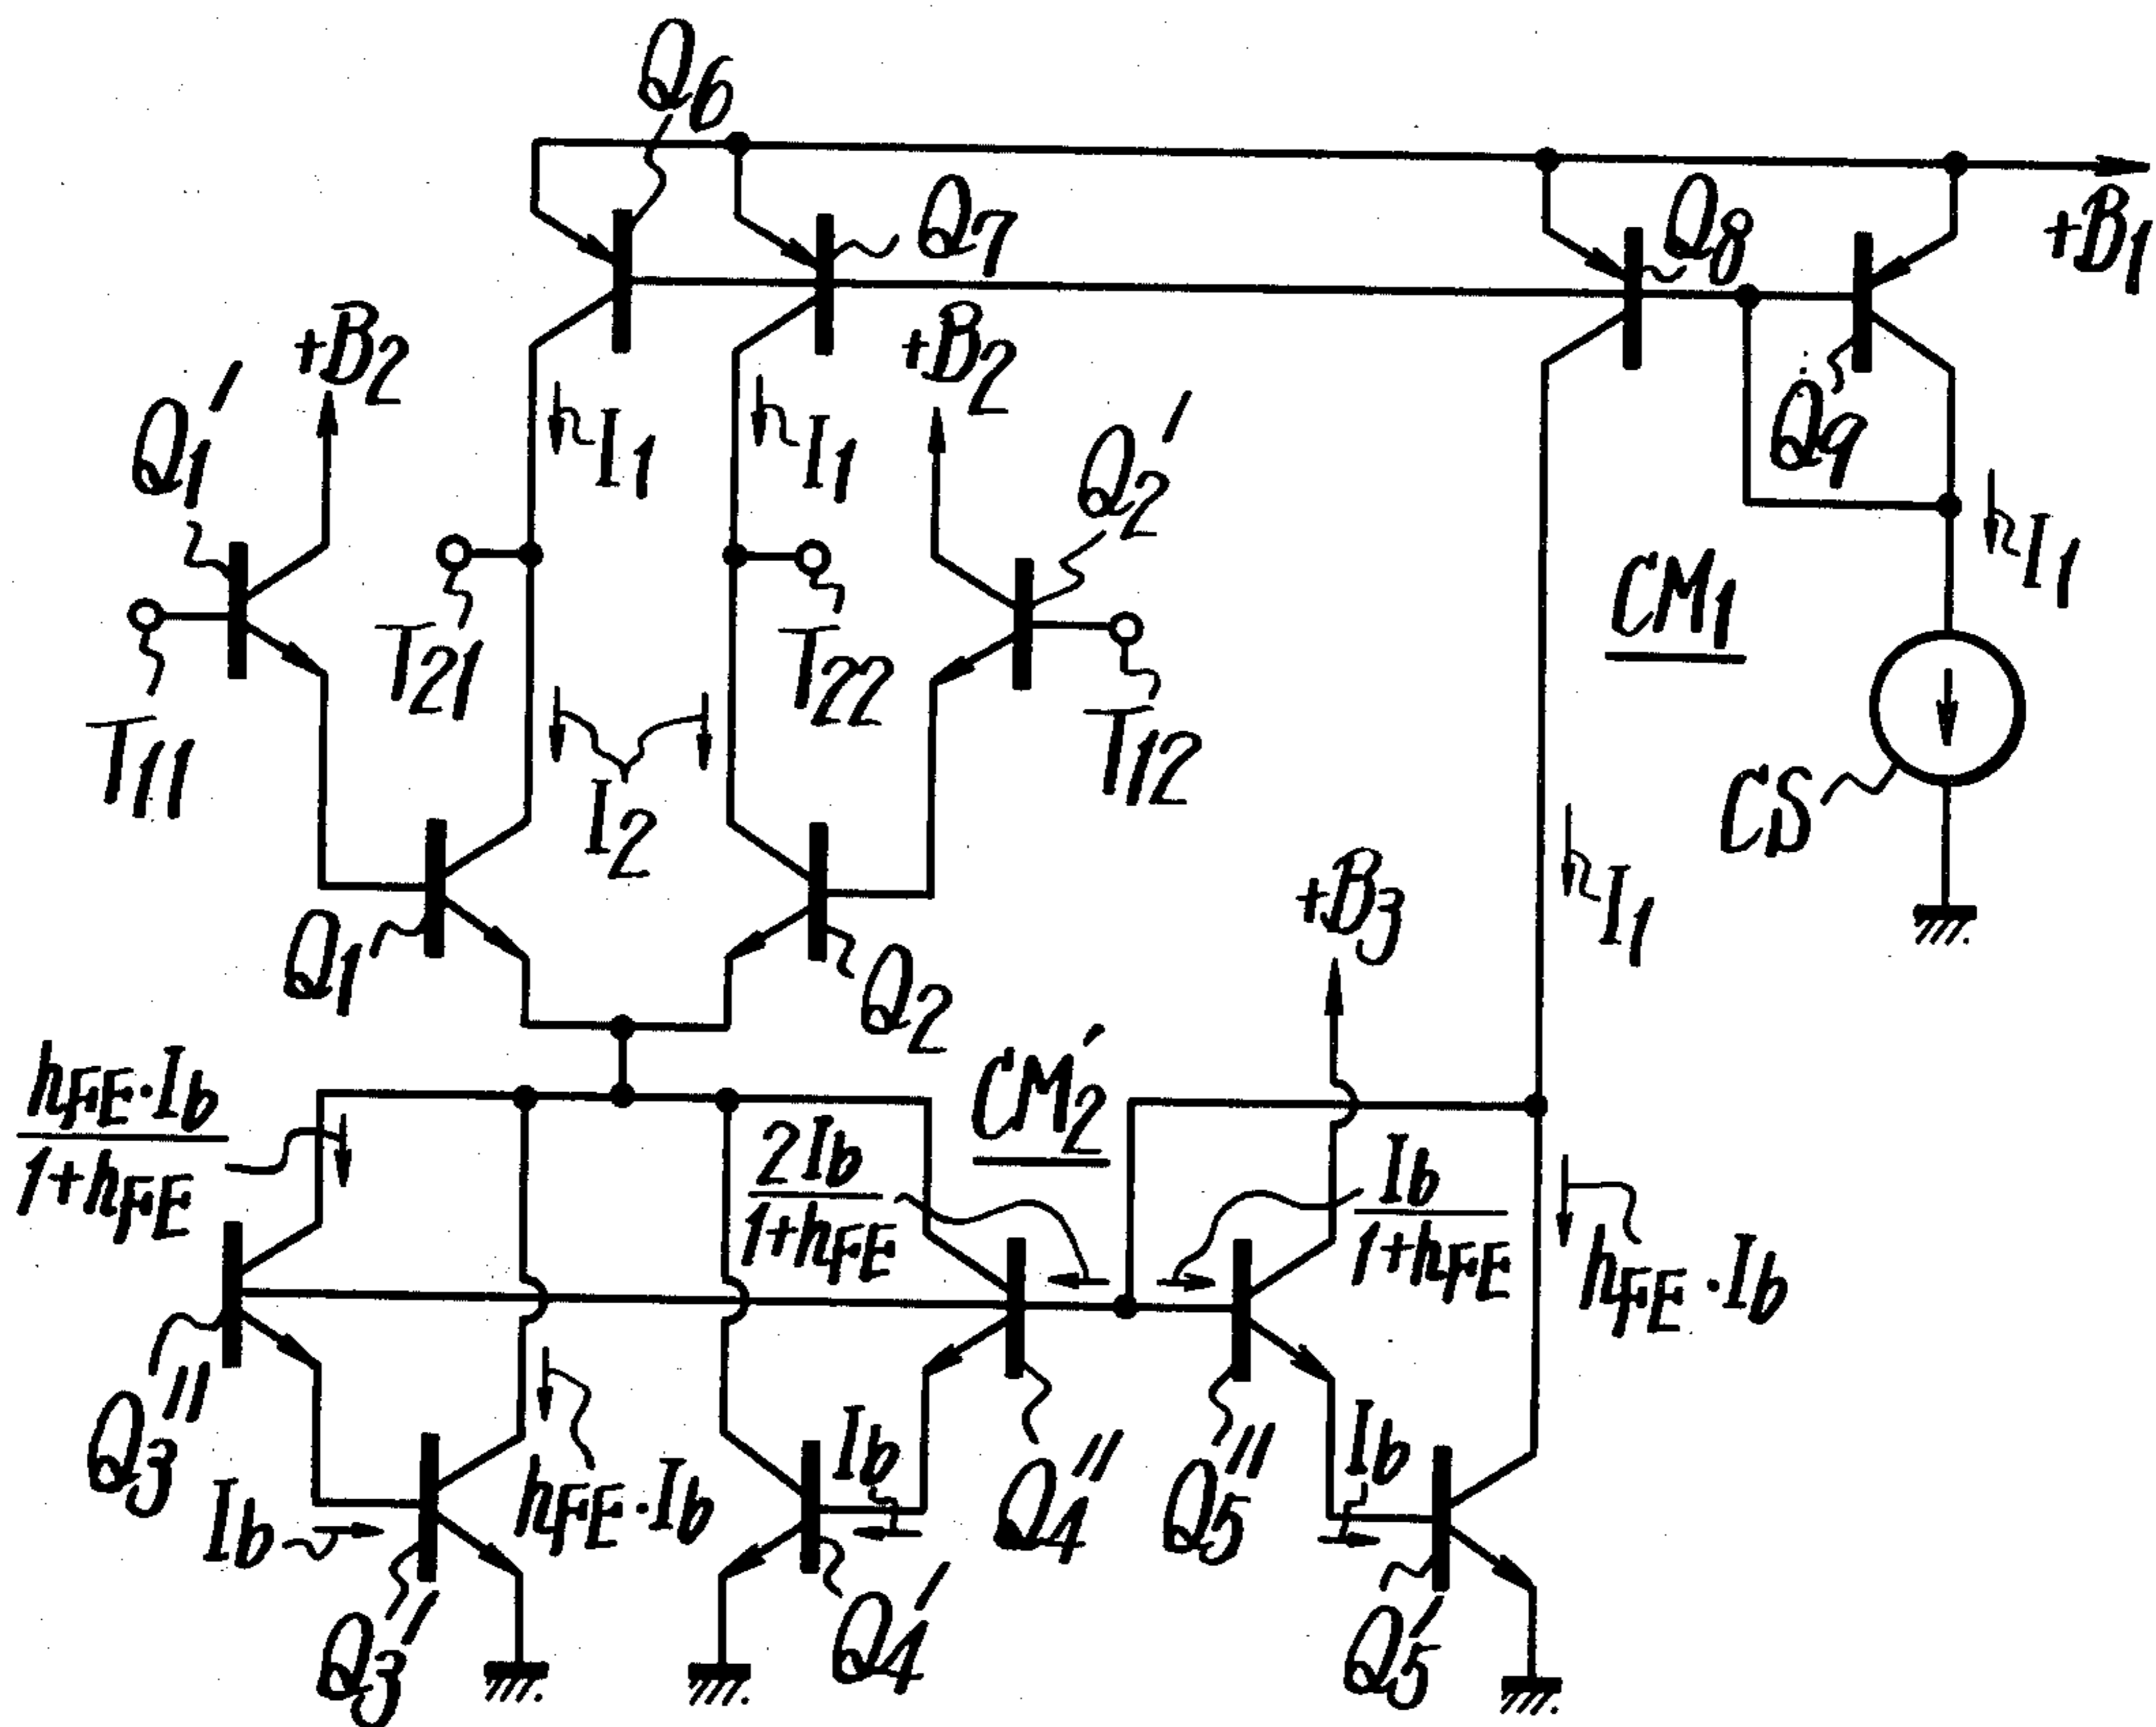 Q6
Q7
Q8
+B1
+B2
+B2
Q1'
I1
I1
Q2'
Q9
I1
CM1
T21
T22
T11
T12
I2
CS
+B3
I1
Q1
Q2
hFE·Ib
1+hFE
CM2'
2Ib
1+hFE
Ib
1+hFE
hFE·Ib
Q3''
Ib
hFE·Ib
Ib
Q4''
Q5''
Ib
Q3'
Q4'
Q5'